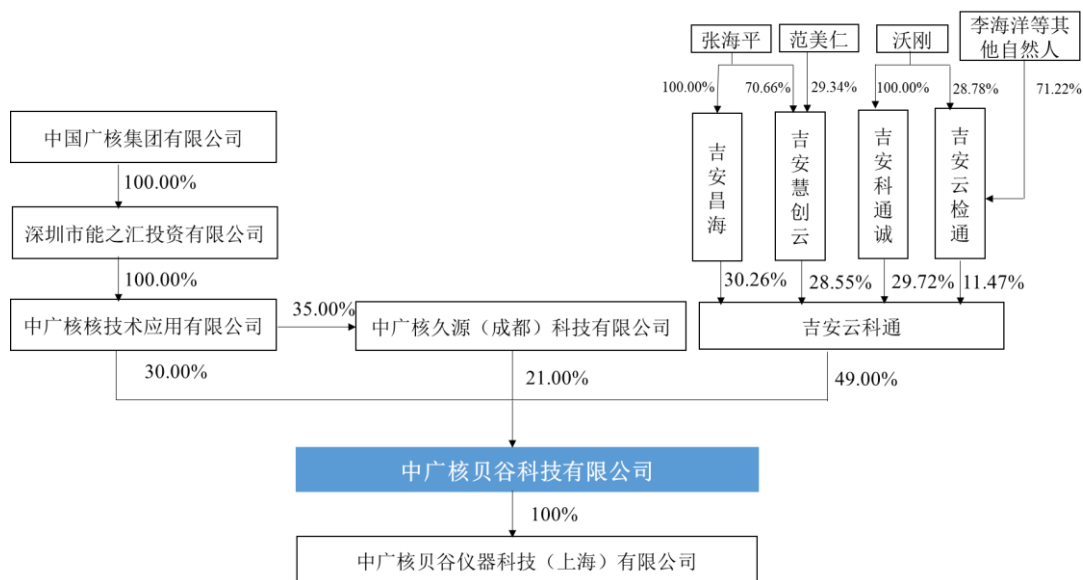 张海平
范美仁
沃刚
李海洋等其
他自然人
100.00%
70.66%
29.34%
100.00%
28.78%
71.22%
中国广核集团有限公司
吉安昌海
吉安慧创云
吉安科通诚
吉安云检通
100.00%
深圳市能之汇投资有限公司
100.00%
30.26%
28.55%
29.72%
11.47%
中广核核技术应用有限公司
35.00%
中广核久源（成都）科技有限公司
吉安云科通
30.00%
21.00%
49.00%
中广核贝谷科技有限公司
100%
中广核贝谷仪器科技（上海）有限公司